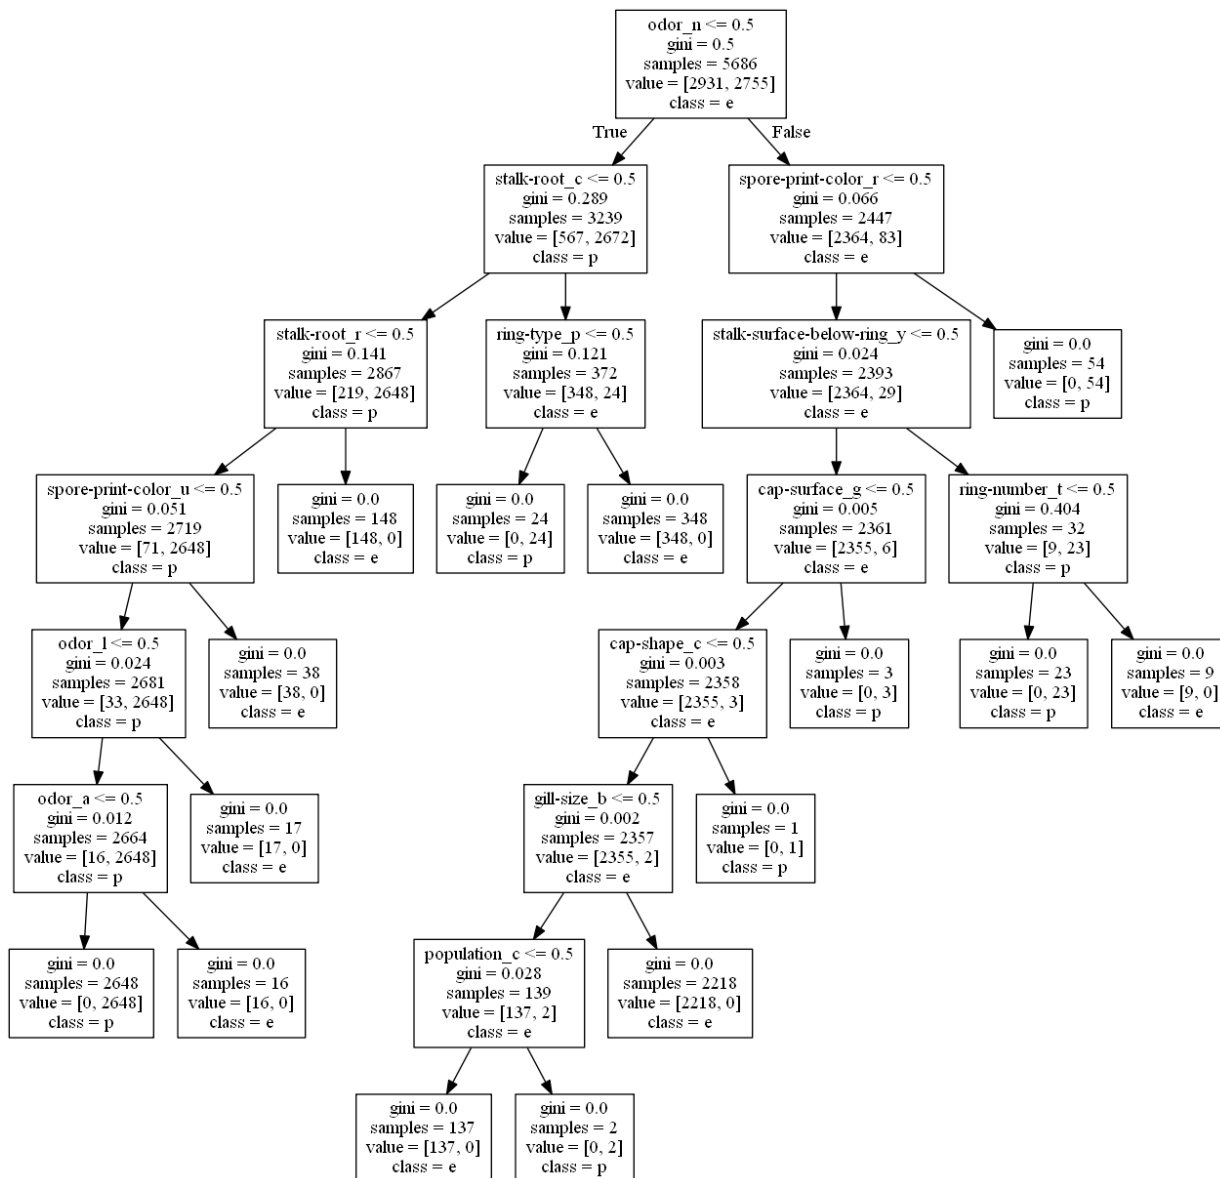 odor_n <= 0.5
gini = 0.5
samples = 5686
value = [2931, 2755]
class = e
True
False
stalk-root_c <= 0.5
gini = 0.289
samples = 3239
value = [567, 2672]
class = p
spore-print-color_r <= 0.5
gini = 0.066
samples = 2447
value = [2364, 83]
class = e
stalk-root_r <= 0.5
gini = 0.141
samples = 2867
value = [219, 2648]
class = p
ring-type_p <= 0.5
gini = 0.121
samples = 372
value = [348, 24]
class = e
stalk-surface-below-ring_y <= 0.5
gini = 0.024
samples = 2393
value = [2364, 29]
class = e
gini = 0.0
samples = 54
value = [0, 54]
class = p
spore-print-color_u <= 0.5
gini = 0.051
samples = 2719
value = [71, 2648]
class = p
gini = 0.0
samples = 148
value = [148, 0]
class = e
gini = 0.0
samples = 24
value = [0, 24]
class = p
gini = 0.0
samples = 348
value = [348, 0]
class = e
cap-surface_g <= 0.5
gini = 0.005
samples = 2361
value = [2355, 6]
class = e
ring-number_t <= 0.5
gini = 0.404
samples = 32
value = [9, 23]
class = p
odor_l <= 0.5
gini = 0.024
samples = 2681
value = [33, 2648]
class = p
gini = 0.0
samples = 38
value = [38, 0]
class = e
cap-shape_c <= 0.5
gini = 0.003
samples = 2358
value = [2355, 3]
class = e
gini = 0.0
samples = 3
value = [0, 3]
class = p
gini = 0.0
samples = 23
value = [0, 23]
class = p
gini = 0.0
samples = 9
value = [9, 0]
class = e
odor_a <= 0.5
gini = 0.012
samples = 2664
value = [16, 2648]
class = p
gini = 0.0
samples = 17
value = [17, 0]
class = e
gill-size_b <= 0.5
gini = 0.002
samples = 2357
value = [2355, 2]
class = e
gini = 0.0
samples = 1
value = [0, 1]
class = p
gini = 0.0
samples = 2648
value = [0, 2648]
class = p
gini = 0.0
samples = 16
value = [16, 0]
class = e
population_c <= 0.5
gini = 0.028
samples = 139
value = [137, 2]
class = e
gini = 0.0
samples = 2218
value = [2218, 0]
class = e
gini = 0.0
samples = 137
value = [137, 0]
class = e
gini = 0.0
samples = 2
value = [0, 2]
class = p